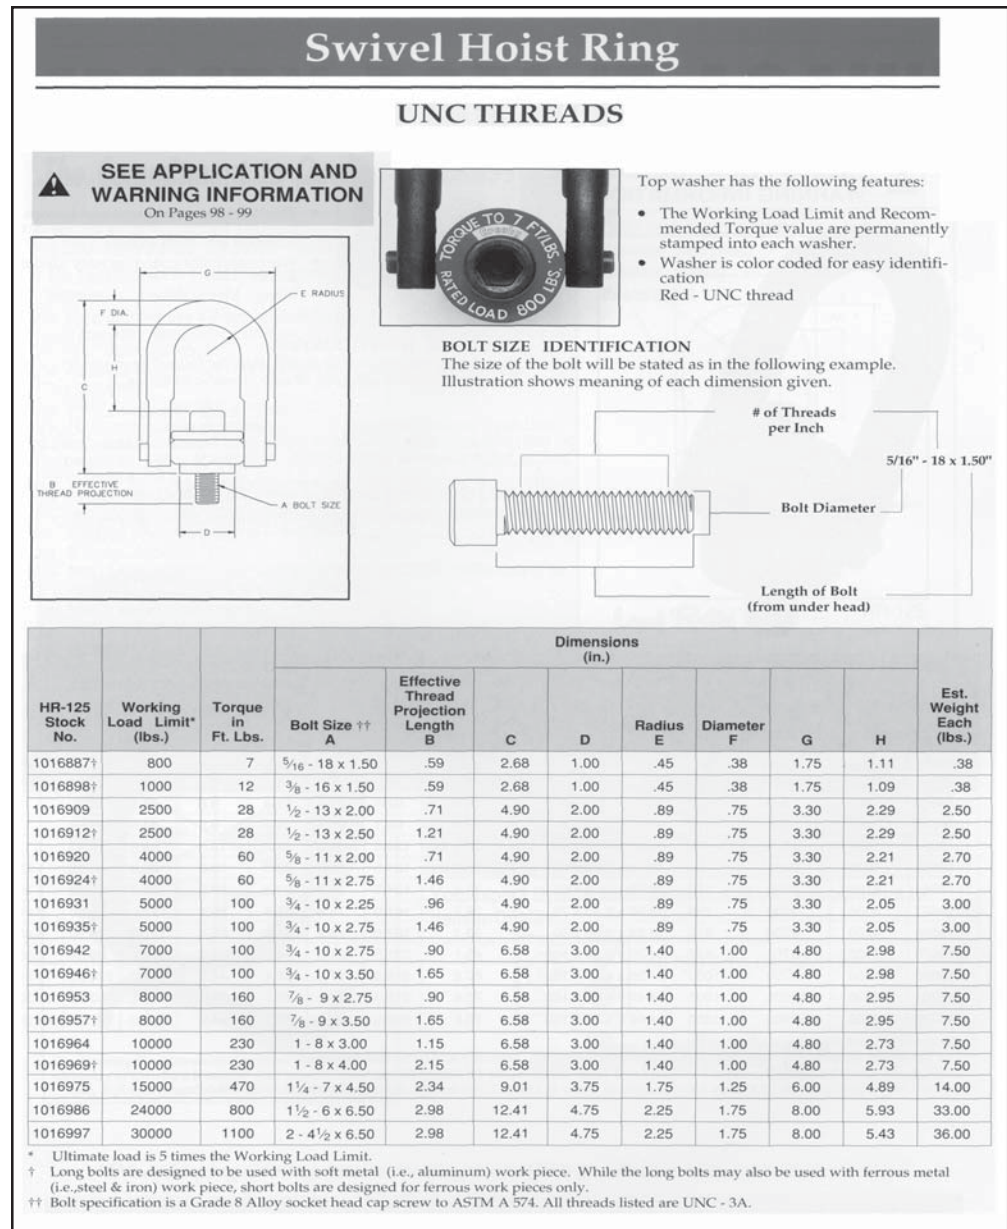 Swivel Hoist Ring
UNC THREADS
SEE APPLICATION AND
WARNING INFORMATION
On Pages 98 - 99
G
E RADIUS
F DIA.
H
C
B EFFECTIVE
THREAD PROJECTION
A BOLT SIZE
D
TORQUE TO 7 FT/LBS.
RATED LOAD 800 LBS.
Top washer has the following features:
• The Working Load Limit and Recom-
mended Torque value are permanently
stamped into each washer.
• Washer is color coded for easy identifi-
cation
Red - UNC thread
BOLT SIZE IDENTIFICATION
The size of the bolt will be stated as in the following example.
Illustration shows meaning of each dimension given.
# of Threads
per Inch
5/16" - 18 x 1.50"
Bolt Diameter
Length of Bolt
(from under head)
HR-125 Stock No. Working Load Limit* (lbs.) Torque in Ft. Lbs. Dimensions (in.) Est. Weight Each (lbs.)
Bolt Size †† A Effective Thread Projection Length B C D Radius E Diameter F G H
1016887† 800 7 5/16 - 18 x 1.50 .59 2.68 1.00 .45 .38 1.75 1.11 .38
1016898† 1000 12 3/8 - 16 x 1.50 .59 2.68 1.00 .45 .38 1.75 1.09 .38
1016909 2500 28 1/2 - 13 x 2.00 .71 4.90 2.00 .89 .75 3.30 2.29 2.50
1016912† 2500 28 1/2 - 13 x 2.50 1.21 4.90 2.00 .89 .75 3.30 2.29 2.50
1016920 4000 60 5/8 - 11 x 2.00 .71 4.90 2.00 .89 .75 3.30 2.21 2.70
1016924† 4000 60 5/8 - 11 x 2.75 1.46 4.90 2.00 .89 .75 3.30 2.21 2.70
1016931 5000 100 3/4 - 10 x 2.25 .96 4.90 2.00 .89 .75 3.30 2.05 3.00
1016935† 5000 100 3/4 - 10 x 2.75 1.46 4.90 2.00 .89 .75 3.30 2.05 3.00
1016942 7000 100 3/4 - 10 x 2.75 .90 6.58 3.00 1.40 1.00 4.80 2.98 7.50
1016946† 7000 100 3/4 - 10 x 3.50 1.65 6.58 3.00 1.40 1.00 4.80 2.98 7.50
1016953 8000 160 7/8 - 9 x 2.75 .90 6.58 3.00 1.40 1.00 4.80 2.95 7.50
1016957† 8000 160 7/8 - 9 x 3.50 1.65 6.58 3.00 1.40 1.00 4.80 2.95 7.50
1016964 10000 230 1 - 8 x 3.00 1.15 6.58 3.00 1.40 1.00 4.80 2.73 7.50
1016969† 10000 230 1 - 8 x 4.00 2.15 6.58 3.00 1.40 1.00 4.80 2.73 7.50
1016975 15000 470 1 1/4 - 7 x 4.50 2.34 9.01 3.75 1.75 1.25 6.00 4.89 14.00
1016986 24000 800 1 1/2 - 6 x 6.50 2.98 12.41 4.75 2.25 1.75 8.00 5.93 33.00
1016997 30000 1100 2 - 4 1/2 x 6.50 2.98 12.41 4.75 2.25 1.75 8.00 5.43 36.00
* Ultimate load is 5 times the Working Load Limit.
† Long bolts are designed to be used with soft metal (i.e., aluminum) work piece. While the long bolts may also be used with ferrous metal
(i.e.,steel & iron) work piece, short bolts are designed for ferrous work pieces only.
†† Bolt specification is a Grade 8 Alloy socket head cap screw to ASTM A 574. All threads listed are UNC - 3A.